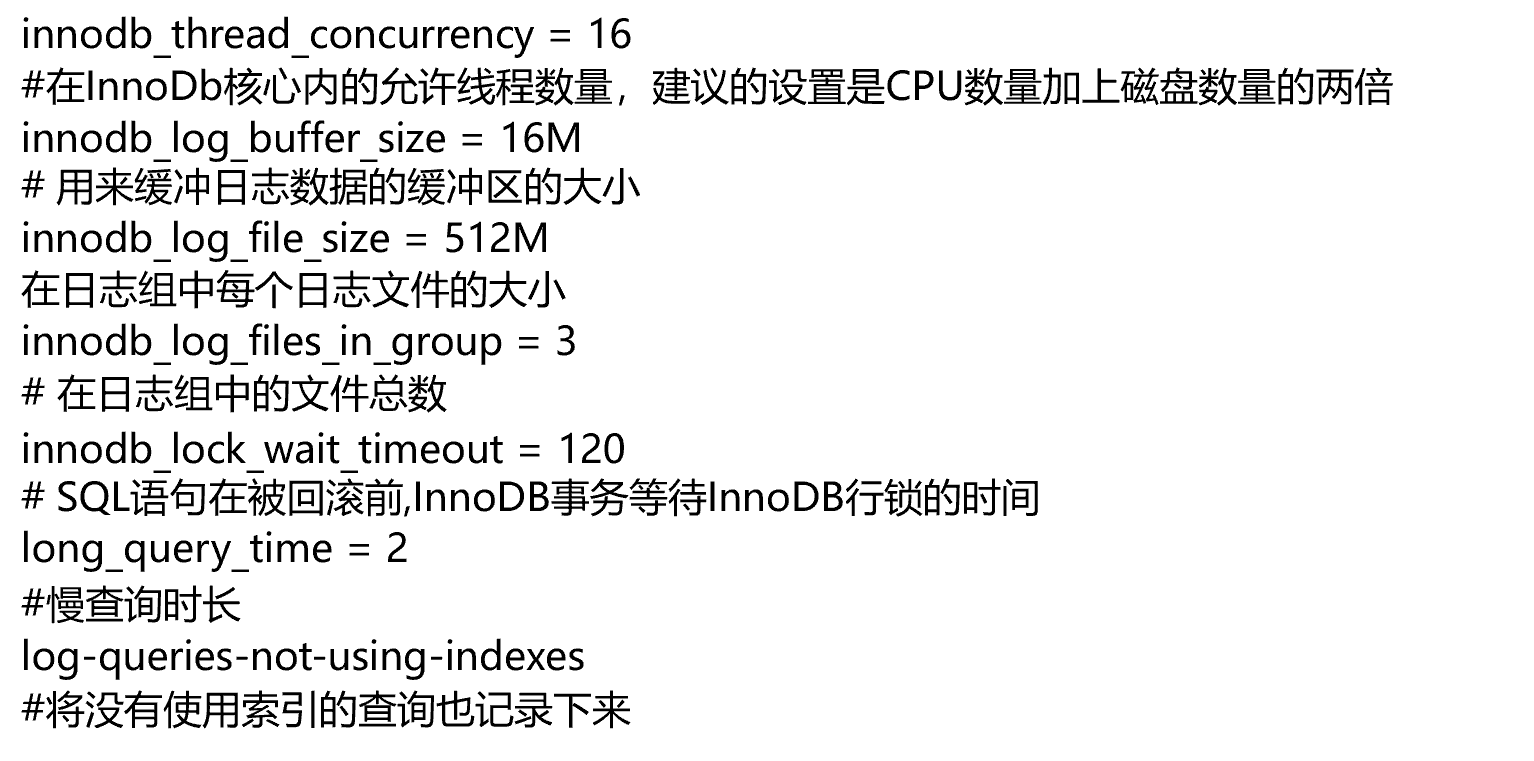 innodb_thread_concurrency = 16
#在InnoDb核心内的允许线程数量，建议的设置是CPU数量加上磁盘数量的两倍
innodb_log_buffer_size = 16M
# 用来缓冲日志数据的缓冲区的大小
innodb_log_file_size = 512M
在日志组中每个日志文件的大小
innodb_log_files_in_group = 3
# 在日志组中的文件总数
innodb_lock_wait_timeout = 120
# SQL语句在被回滚前,InnoDB事务等待InnoDB行锁的时间
long_query_time = 2
#慢查询时长
log-queries-not-using-indexes
#将没有使用索引的查询也记录下来